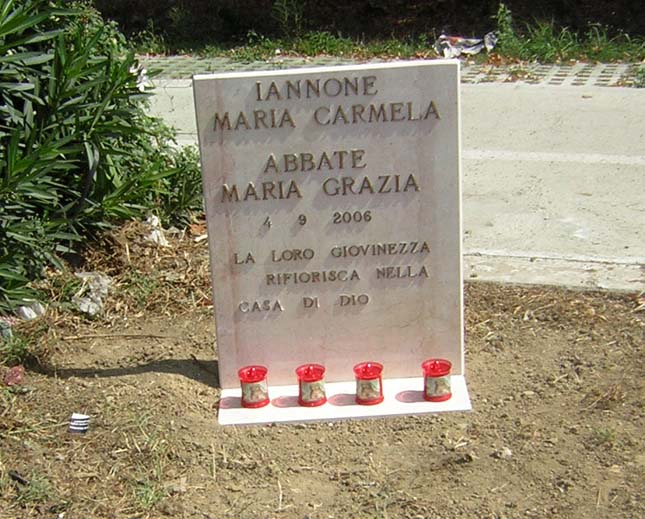 IANNONE
MARIA CARMELA
ABBATE
MARIA GRAZIA
4 9 2006
LA LORO GIOVINEZZA
RIFIORISCA NELLA
CASA DI DIO